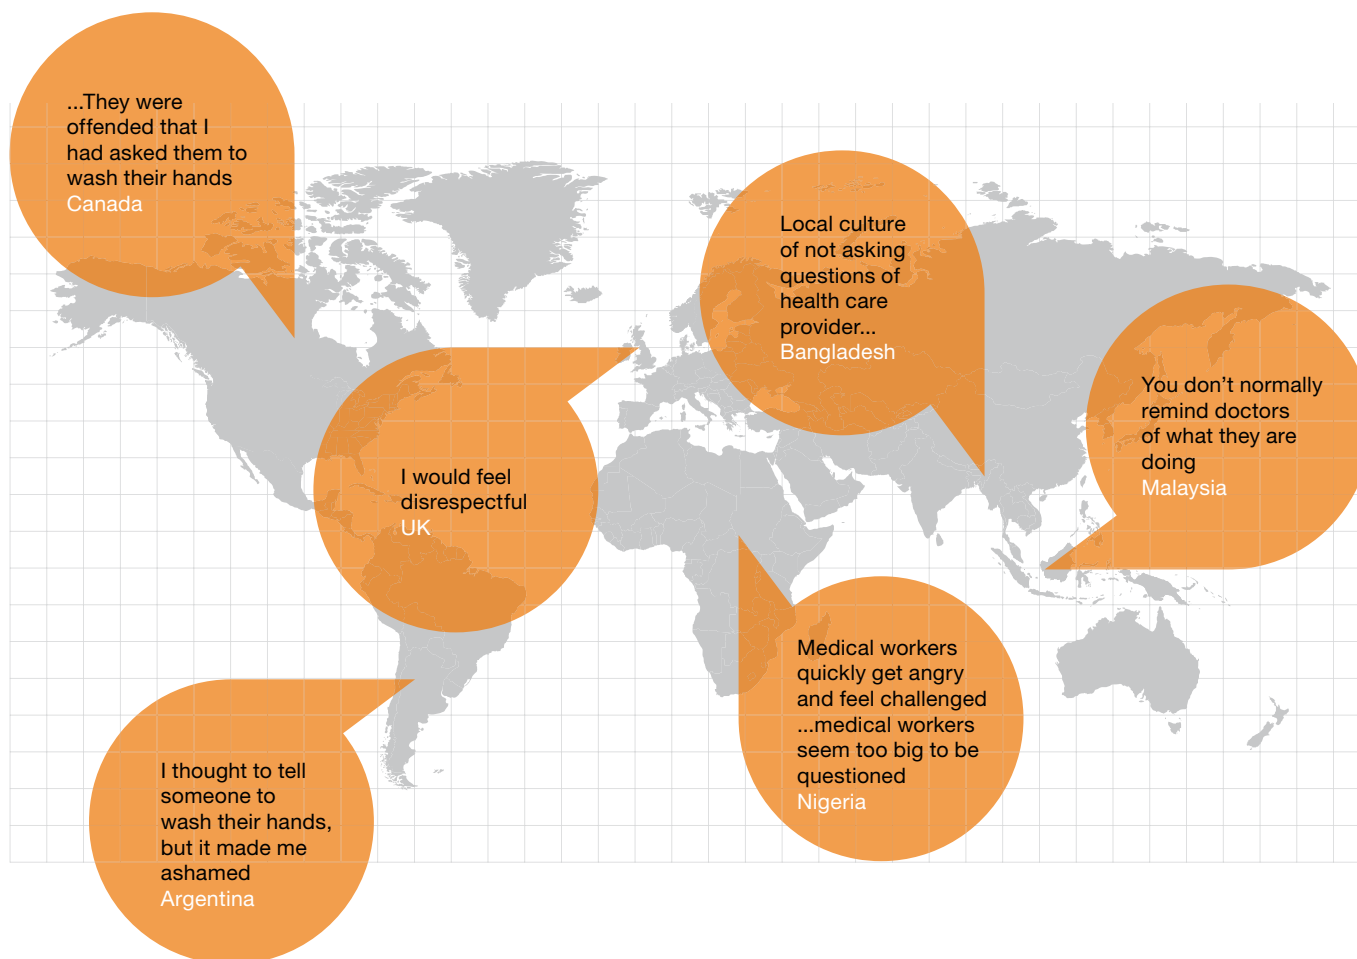 ...They were
offended that I
had asked them to
wash their hands
Canada
Local culture
of not asking
questions of
health care
provider...
Bangladesh
You don’t normally
remind doctors
of what they are
doing
Malaysia
I would feel
disrespectful
UK
Medical workers
quickly get angry
and feel challenged
...medical workers
seem too big to be
questioned
Nigeria
I thought to tell
someone to
wash their hands,
but it made me
ashamed
Argentina